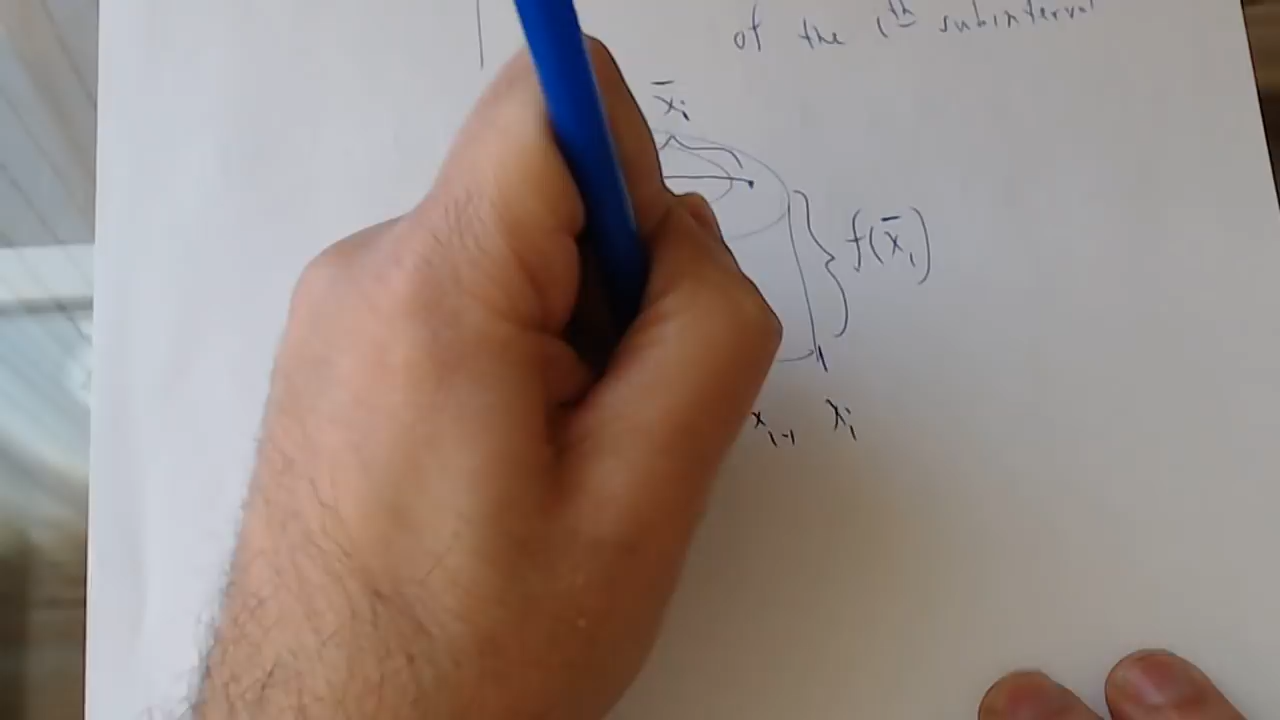 of the iᵗʰ subinterval
x̄ᵢ
f(x̄ᵢ)
xᵢ₋₁ xᵢ